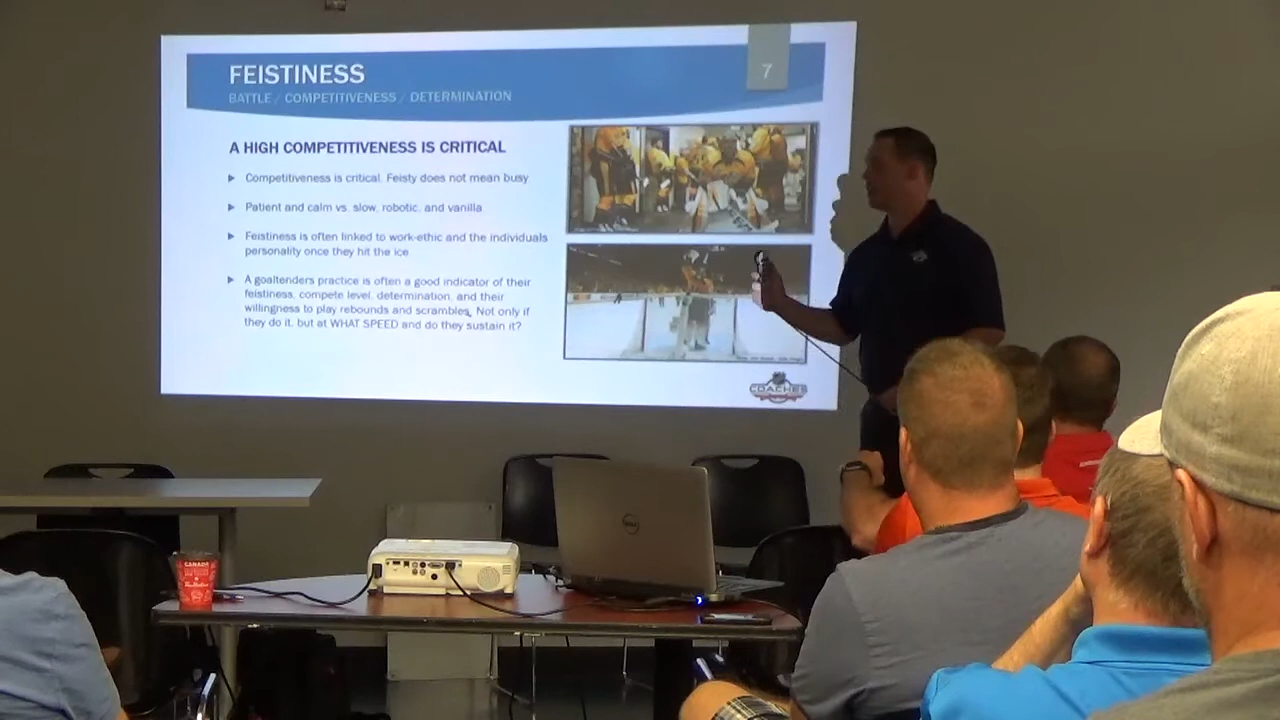 FEISTINESS
7
BATTLE / COMPETITIVENESS / DETERMINATION
A HIGH COMPETITIVENESS IS CRITICAL
Competitiveness is critical. Feisty does not mean busy
Patient and calm vs. slow, robotic, and vanilla
Feistiness is often linked to work-ethic and the individuals
personality once they hit the ice.
A goaltenders practice is often a good indicator of their
feistiness, compete level, determination, and their
willingness to play rebounds and scrambles. Not only if
they do it, but at WHAT SPEED and do they sustain it?
COACHES
DELL
CANADA